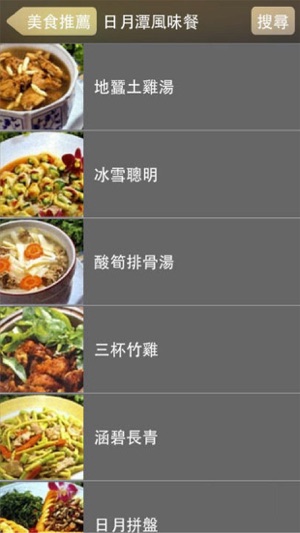 美食推薦
日月潭風味餐
搜尋
地蠶土雞湯
冰雪聰明
酸筍排骨湯
三杯竹雞
涵碧長青
日月拼盤